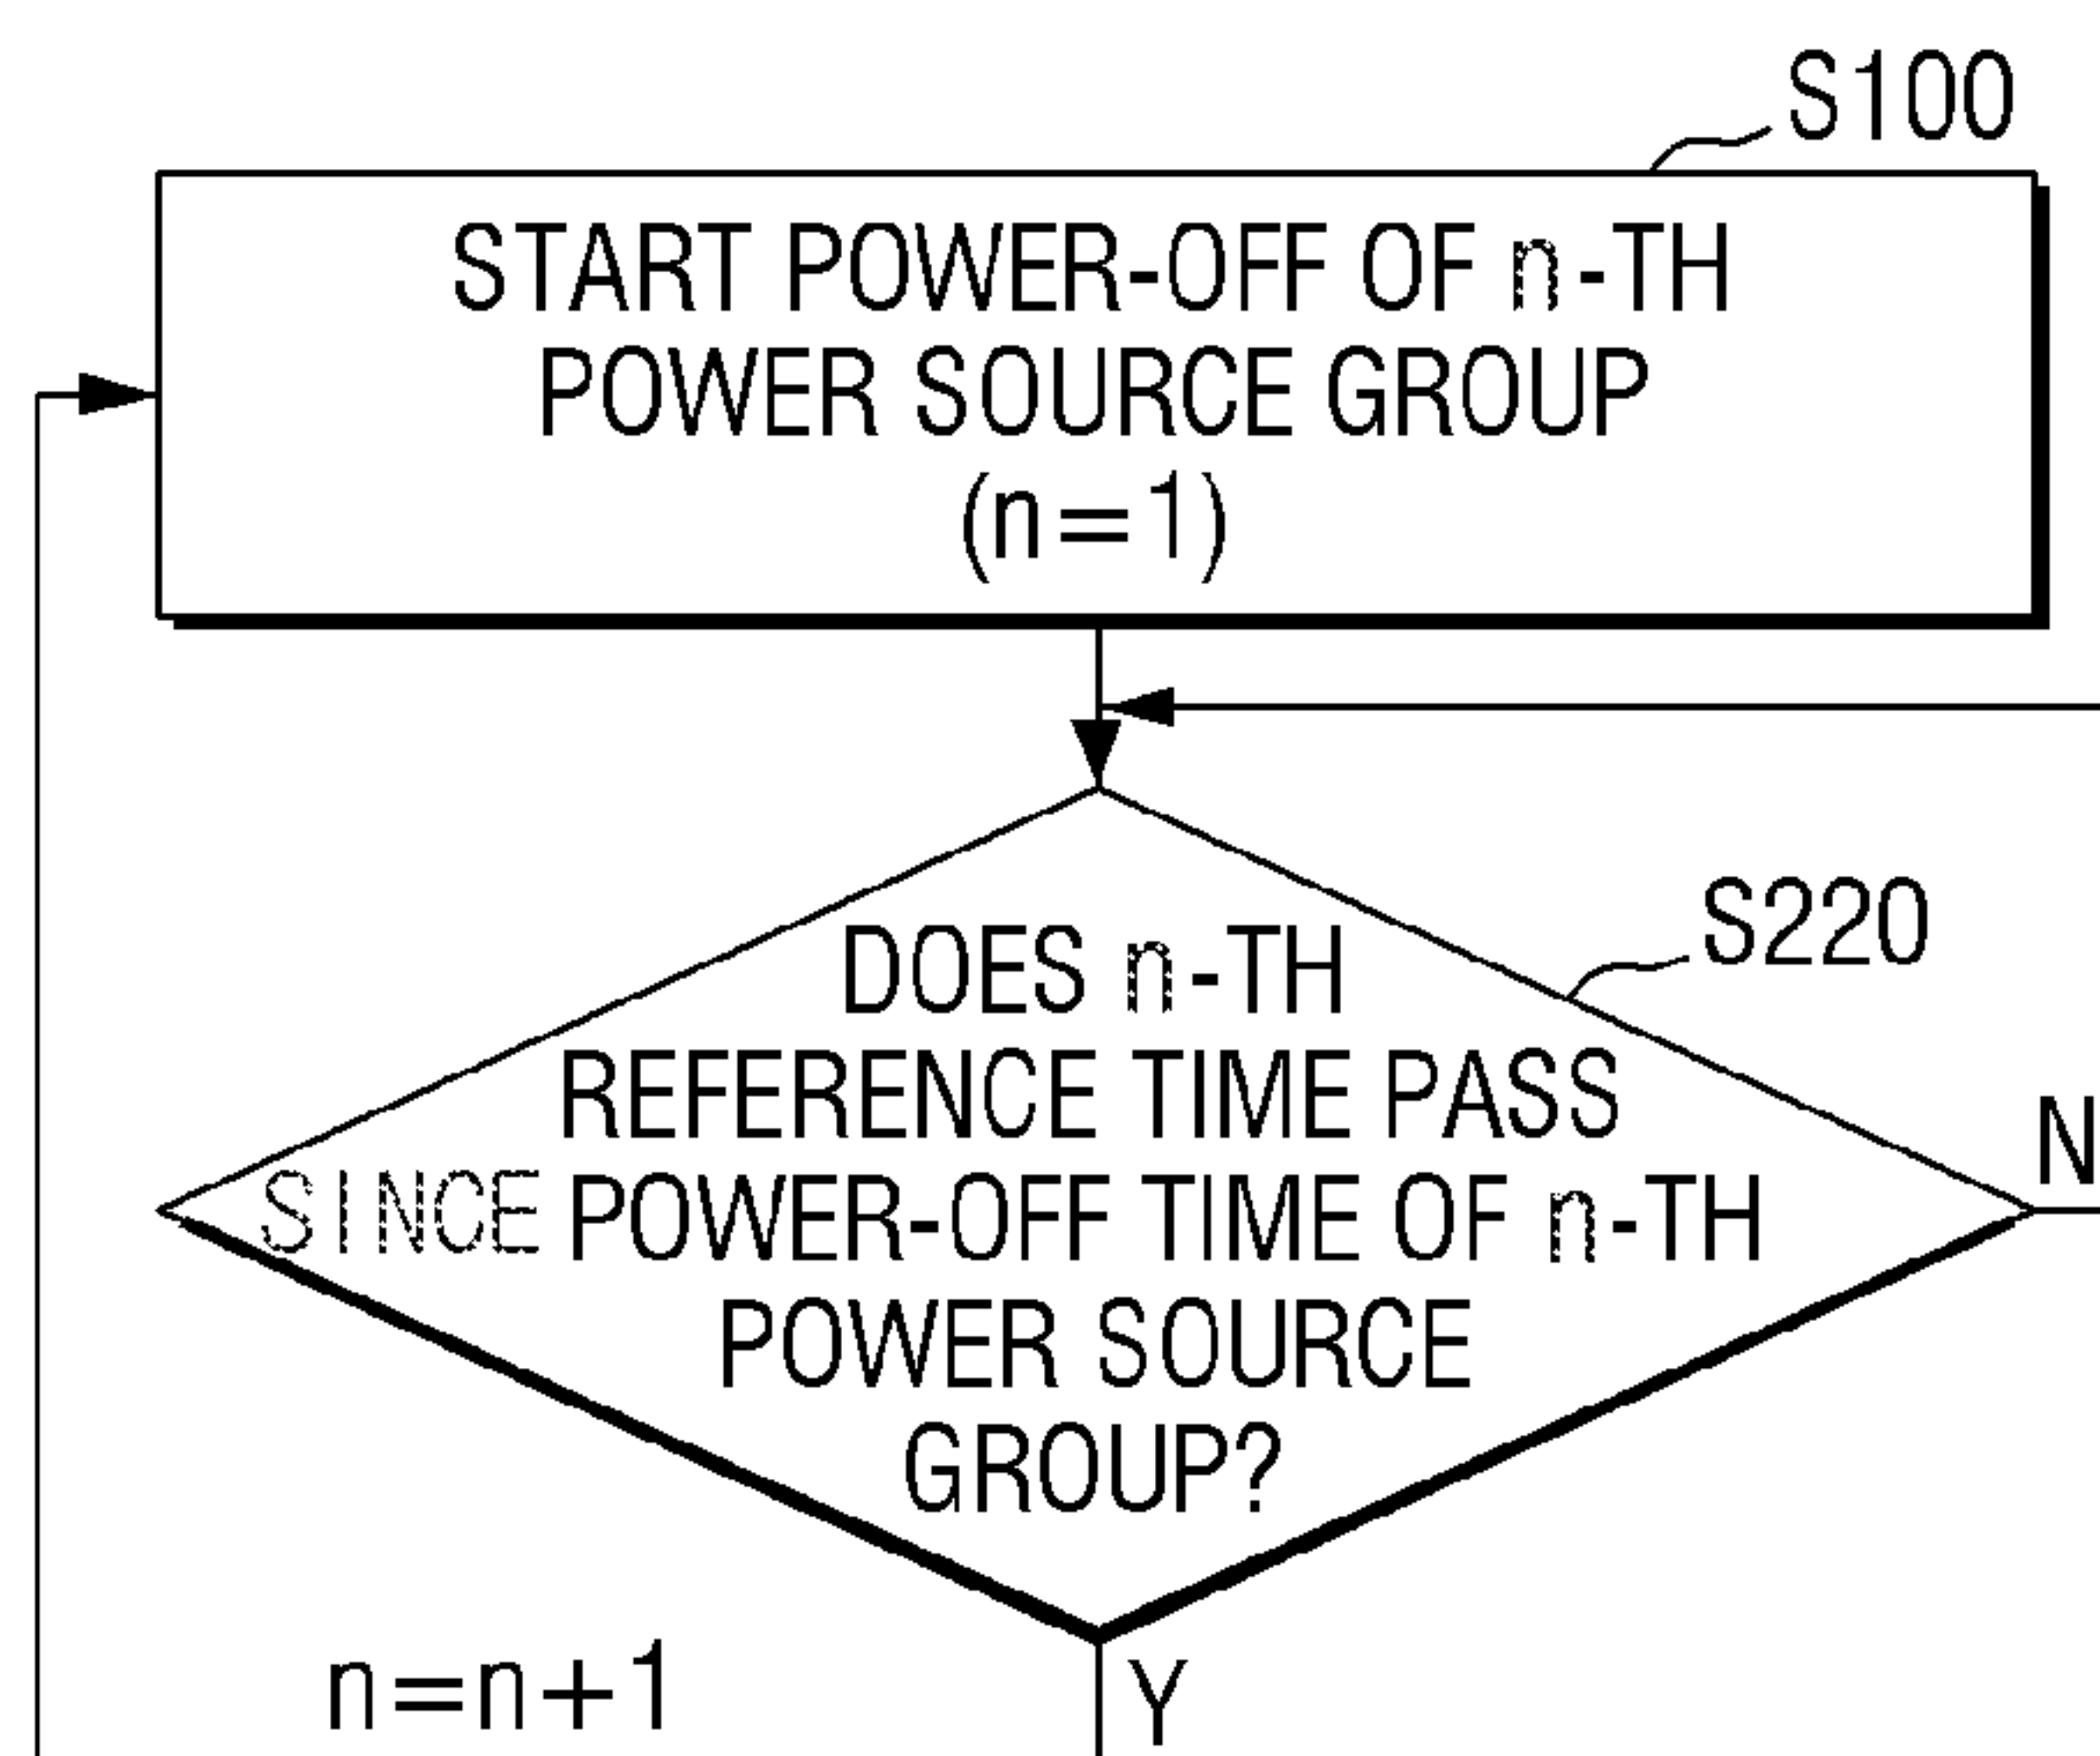 S100
START POWER-OFF OF n-TH
POWER SOURCE GROUP
(n=1)
S220
DOES n-TH
REFERENCE TIME PASS
SINCE POWER-OFF TIME OF n-TH
POWER SOURCE
GROUP?
N
n=n+1
Y